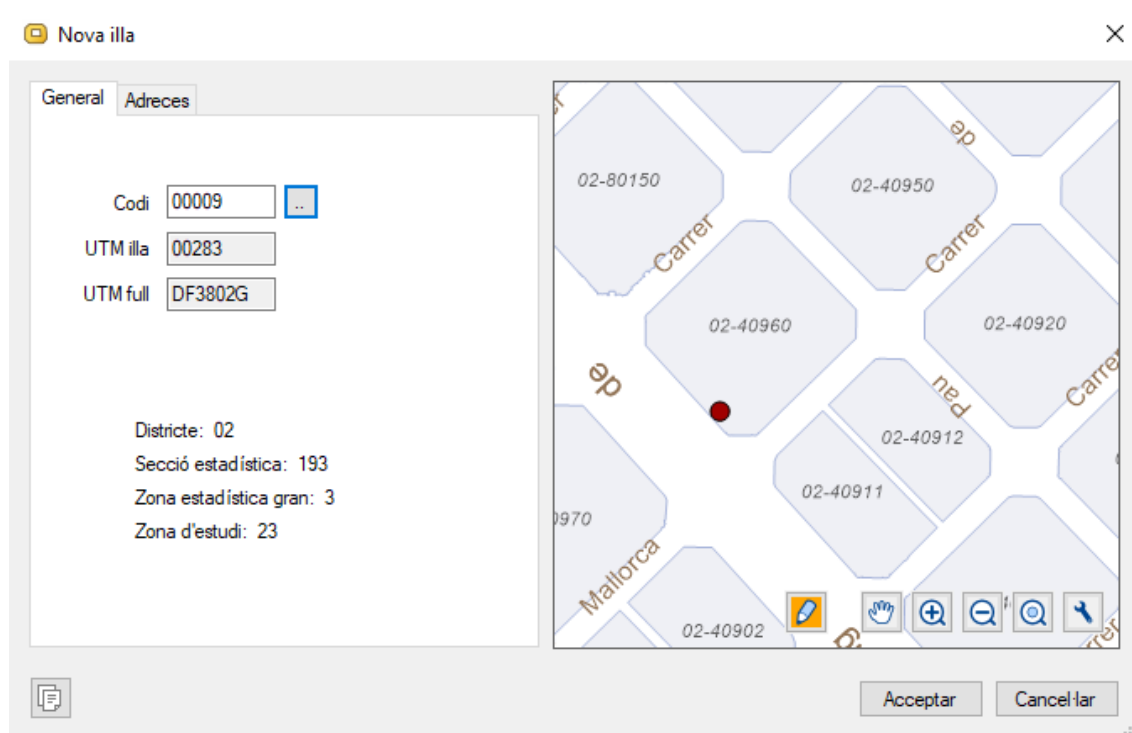 Nova illa
General
Adreces
Codi 00009 ..
UTM illa 00283
UTM full DF3802G
Districte: 02
Secció estadística: 193
Zona estadística gran: 3
Zona d'estudi: 23
de
02-80150
02-40950
Carrer
Carrer
02-40960
02-40920
de
Pau
Carrer
02-40912
02-40911
0970
Mallorca
02-40902
Acceptar
Cancel·lar